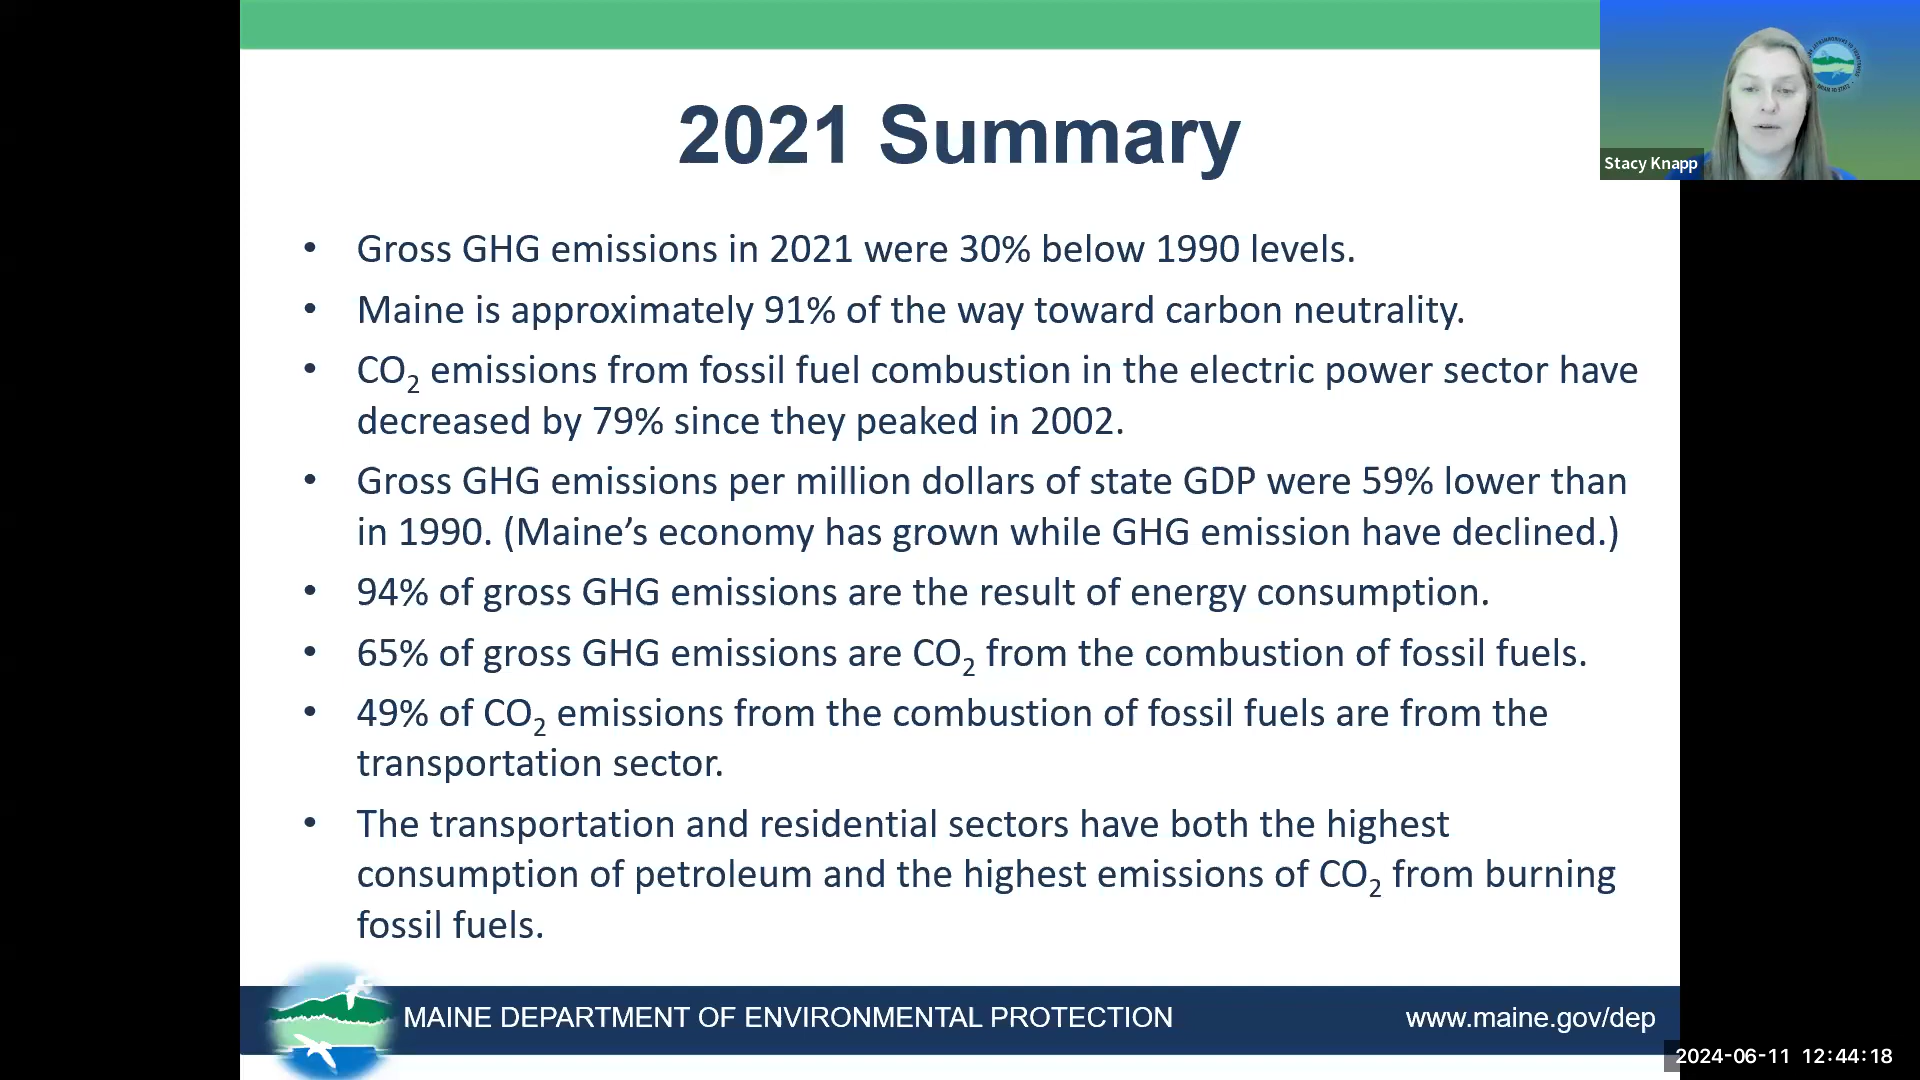 2021 Summary
Stacy Knapp
• Gross GHG emissions in 2021 were 30% below 1990 levels.
• Maine is approximately 91% of the way toward carbon neutrality.
• CO₂ emissions from fossil fuel combustion in the electric power sector have
decreased by 79% since they peaked in 2002.
• Gross GHG emissions per million dollars of state GDP were 59% lower than
in 1990. (Maine’s economy has grown while GHG emission have declined.)
• 94% of gross GHG emissions are the result of energy consumption.
• 65% of gross GHG emissions are CO₂ from the combustion of fossil fuels.
• 49% of CO₂ emissions from the combustion of fossil fuels are from the
transportation sector.
• The transportation and residential sectors have both the highest
consumption of petroleum and the highest emissions of CO₂ from burning
fossil fuels.
MAINE DEPARTMENT OF ENVIRONMENTAL PROTECTION
www.maine.gov/dep
2024-06-11 12:44:18